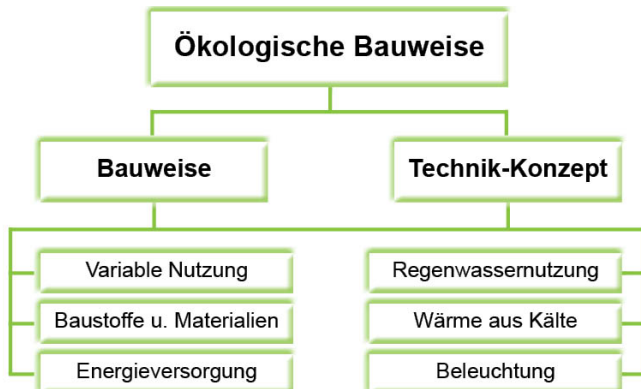 Ökologische Bauweise
Bauweise
Technik-Konzept
Variable Nutzung
Regenwassernutzung
Baustoffe u. Materialien
Wärme aus Kälte
Energieversorgung
Beleuchtung